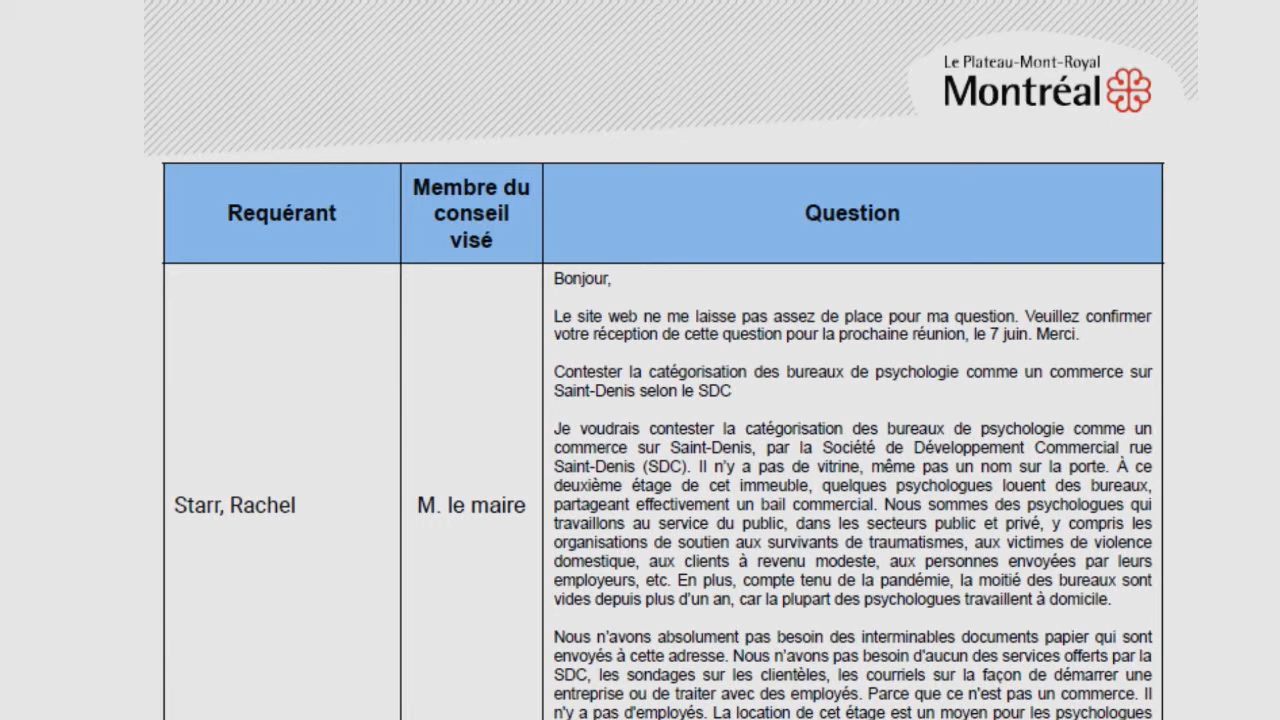 Le Plateau-Mont-Royal
Montréal
Requérant
Membre du
conseil
visé
Question
Starr, Rachel
M. le maire
Bonjour,
Le site web ne me laisse pas assez de place pour ma question. Veuillez confirmer
votre réception de cette question pour la prochaine réunion, le 7 juin. Merci.
Contester la catégorisation des bureaux de psychologie comme un commerce sur
Saint-Denis selon le SDC
Je voudrais contester la catégorisation des bureaux de psychologie comme un
commerce sur Saint-Denis, par la Société de Développement Commercial rue
Saint-Denis (SDC). Il n'y a pas de vitrine, même pas un nom sur la porte. À ce
deuxième étage de cet immeuble, quelques psychologues louent des bureaux,
partageant effectivement un bail commercial. Nous sommes des psychologues qui
travaillons au service du public, dans les secteurs public et privé, y compris les
organisations de soutien aux survivants de traumatismes, aux victimes de violence
domestique, aux clients à revenu modeste, aux personnes envoyées par leurs
employeurs, etc. En plus, compte tenu de la pandémie, la moitié des bureaux sont
vides depuis plus d'un an, car la plupart des psychologues travaillent à domicile.
Nous n'avons absolument pas besoin des interminables documents papier qui sont
envoyés à cette adresse. Nous n'avons pas besoin d'aucun des services offerts par la
SDC, les sondages sur les clientèles, les courriels sur la façon de démarrer une
entreprise ou de traiter avec des employés. Parce que ce n'est pas un commerce. Il
n'y a pas d'employés. La location de cet étage est un moyen pour les psychologues